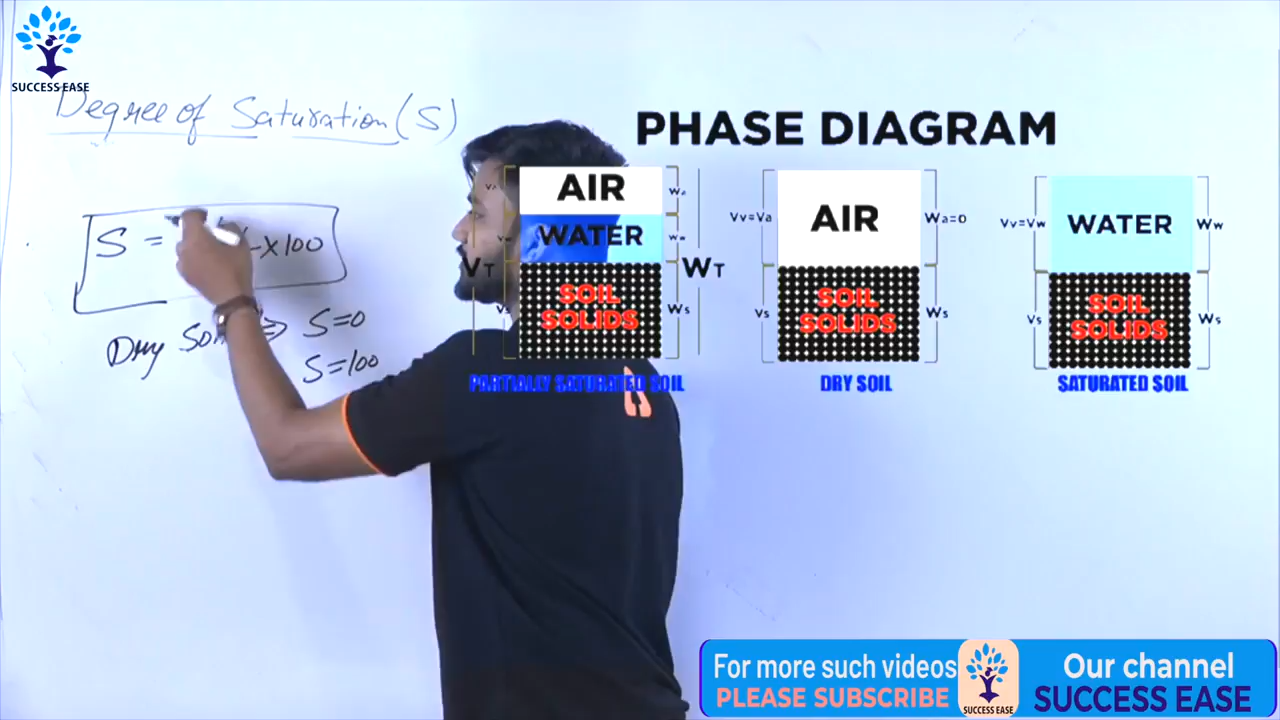 SUCCESS EASE
Degree of Saturation (S)
S = x100
Dry Soil => S=0
S=100
PHASE DIAGRAM
AIR
WATER
SOIL
SOLIDS
VT
WT
Ws
PARTIALLY SATURATED SOIL
Vv=Va
AIR
Wa=0
SOIL
SOLIDS
Vs
Ws
DRY SOIL
Vv=Vw
WATER
Ww
SOIL
SOLIDS
Vs
Ws
SATURATED SOIL
For more such videos
PLEASE SUBSCRIBE
SUCCESS EASE
Our channel
SUCCESS EASE